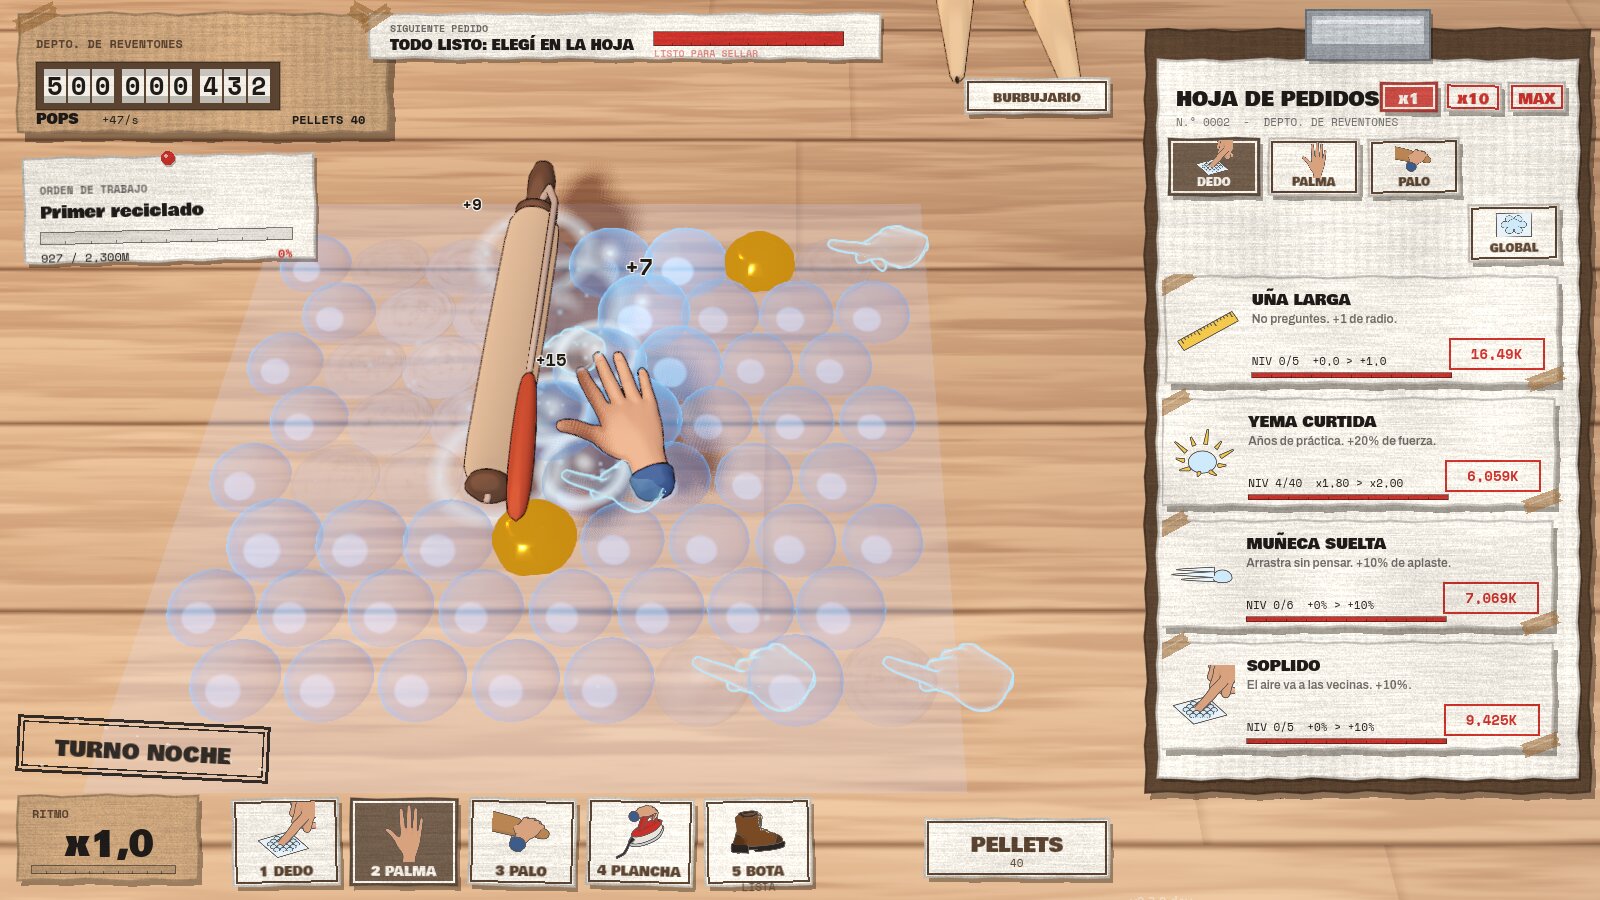 DEPTO. DE REVENTONES
500 000 432
POPS +47/s PELLETS 40
SIGUIENTE PEDIDO
TODO LISTO: ELEGÍ EN LA HOJA
LISTO PARA SELLAR
BURBUJARIO
ORDEN DE TRABAJO
Primer reciclado
0%
927 / 2,300M
+9
+7
+15
HOJA DE PEDIDOS x1 x10 MAX
N.° 0002 - DEPTO. DE REVENTONES
DEDO PALMA PALO
GLOBAL
UÑA LARGA
No preguntes. +1 de radio.
NIV 0/5 +0,0 > +1,0 16,49K
YEMA CURTIDA
Años de práctica. +20% de fuerza.
NIV 4/40 x1,80 > x2,00 6,059K
MUÑECA SUELTA
Arrastra sin pensar. +10% de aplaste.
NIV 0/6 +0% > +10% 7,069K
SOPLIDO
El aire va a las vecinas. +10%.
NIV 0/5 +0% > +10% 9,425K
TURNO NOCHE
RITMO
x1,0
1 DEDO 2 PALMA 3 PALO 4 PLANCHA 5 BOTA
LISTA
PELLETS
40